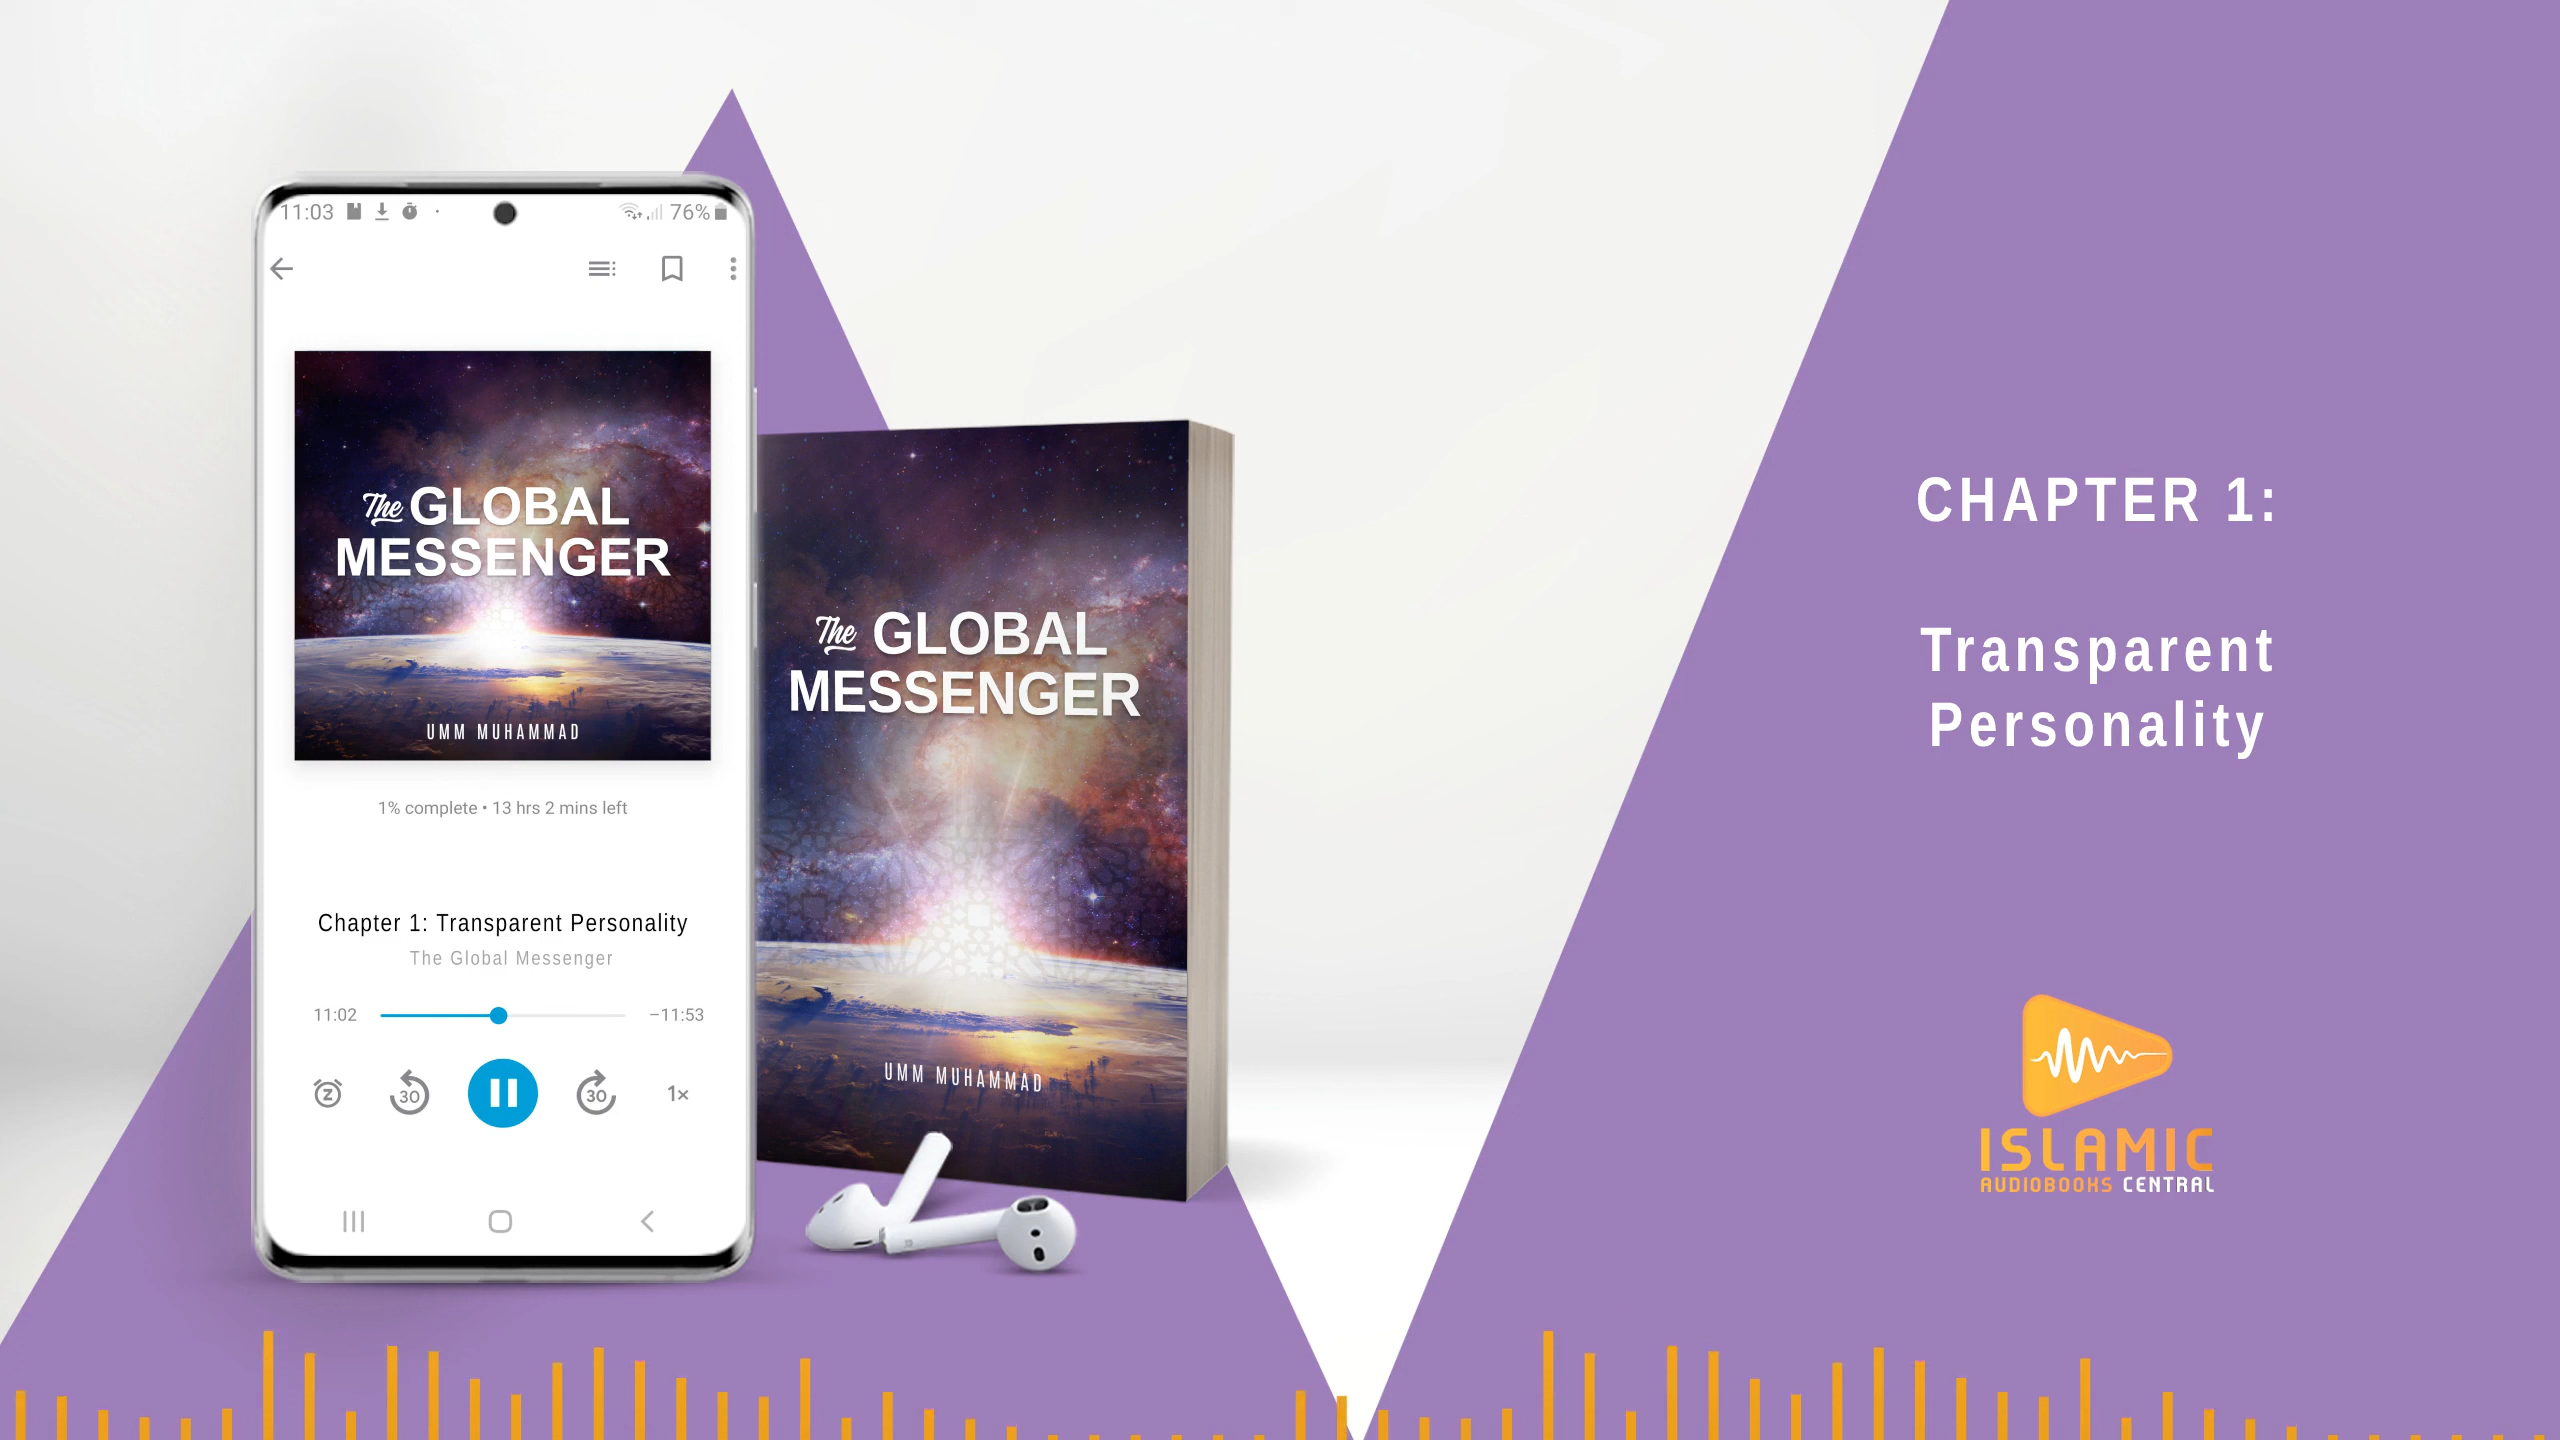 11:03
76%
The GLOBAL
MESSENGER
UMM MUHAMMAD
1% complete • 13 hrs 2 mins left
Chapter 1: Transparent Personality
The Global Messenger
11:02
−11:53
30
30
1×
The GLOBAL
MESSENGER
UMM MUHAMMAD
CHAPTER 1:
Transparent
Personality
ISLAMIC
AUDIOBOOKS CENTRAL